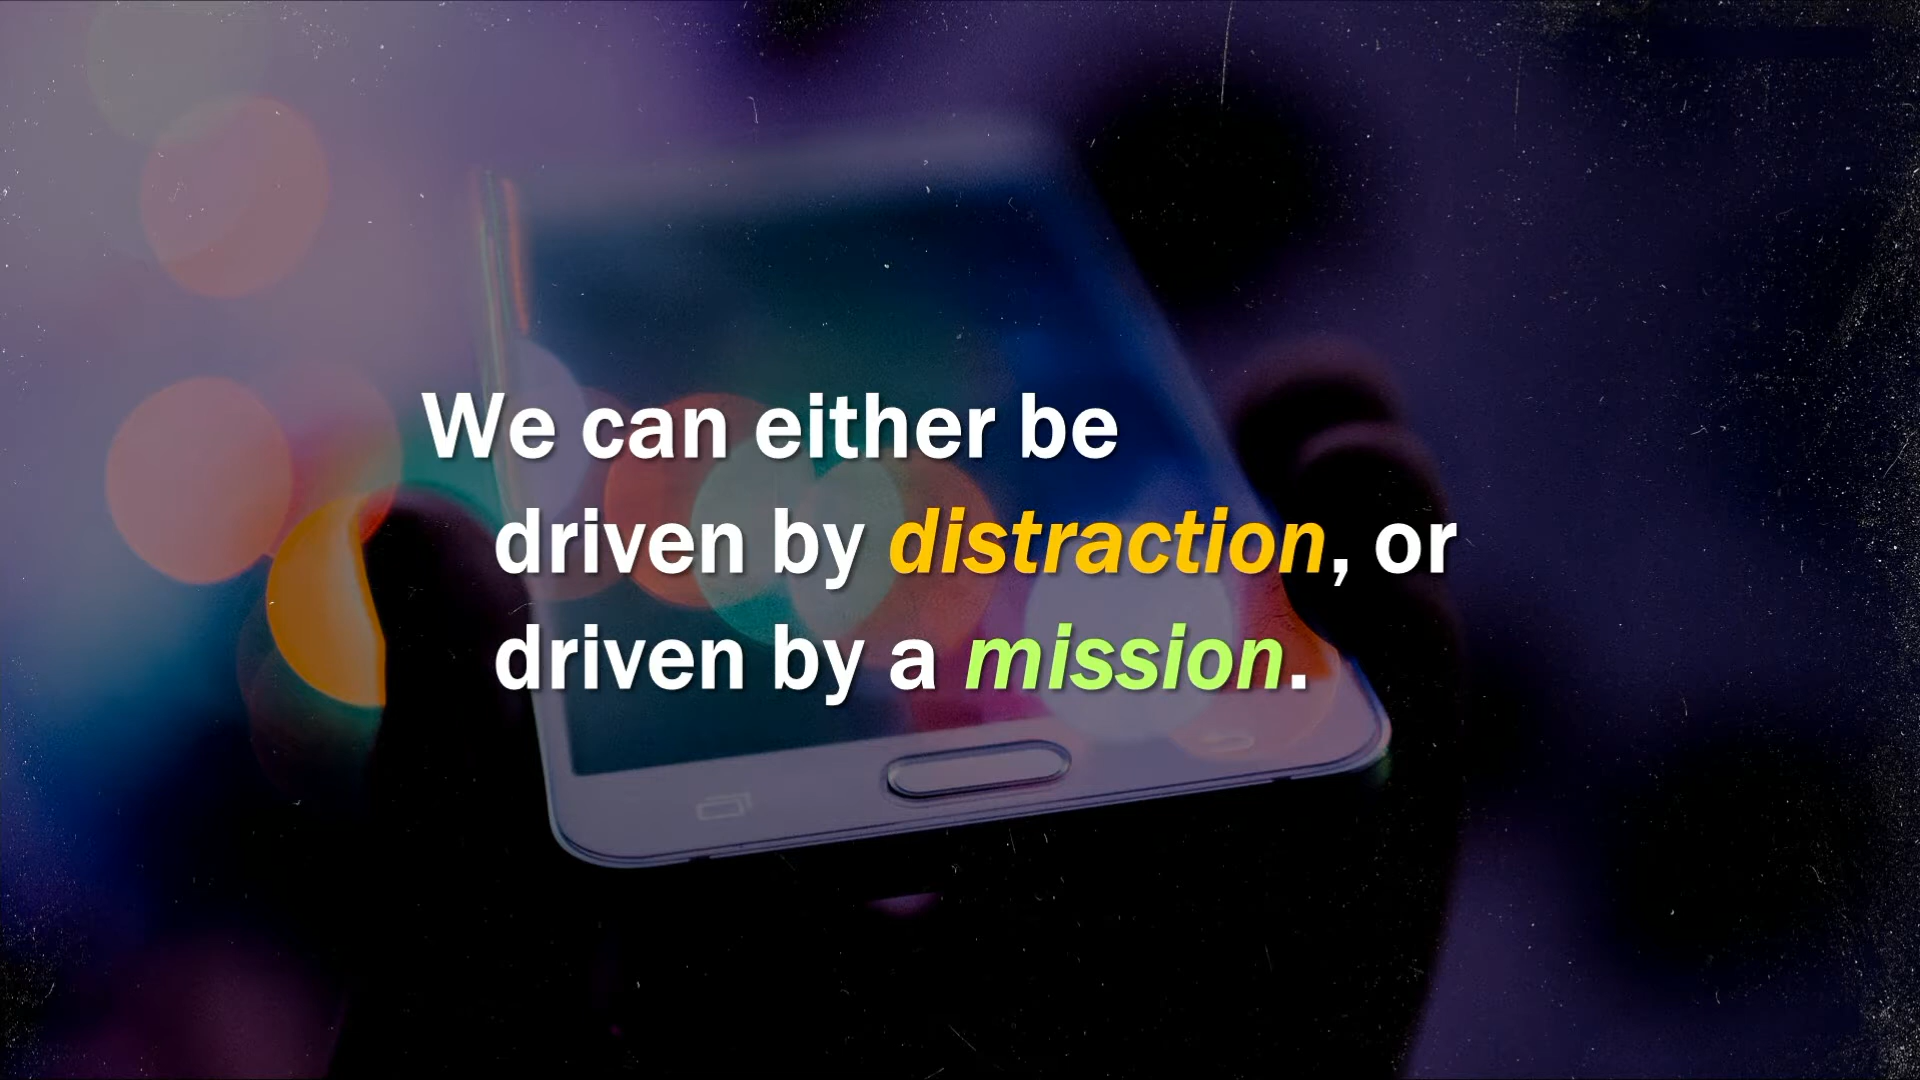 We can either be
driven by distraction, or
driven by a mission.